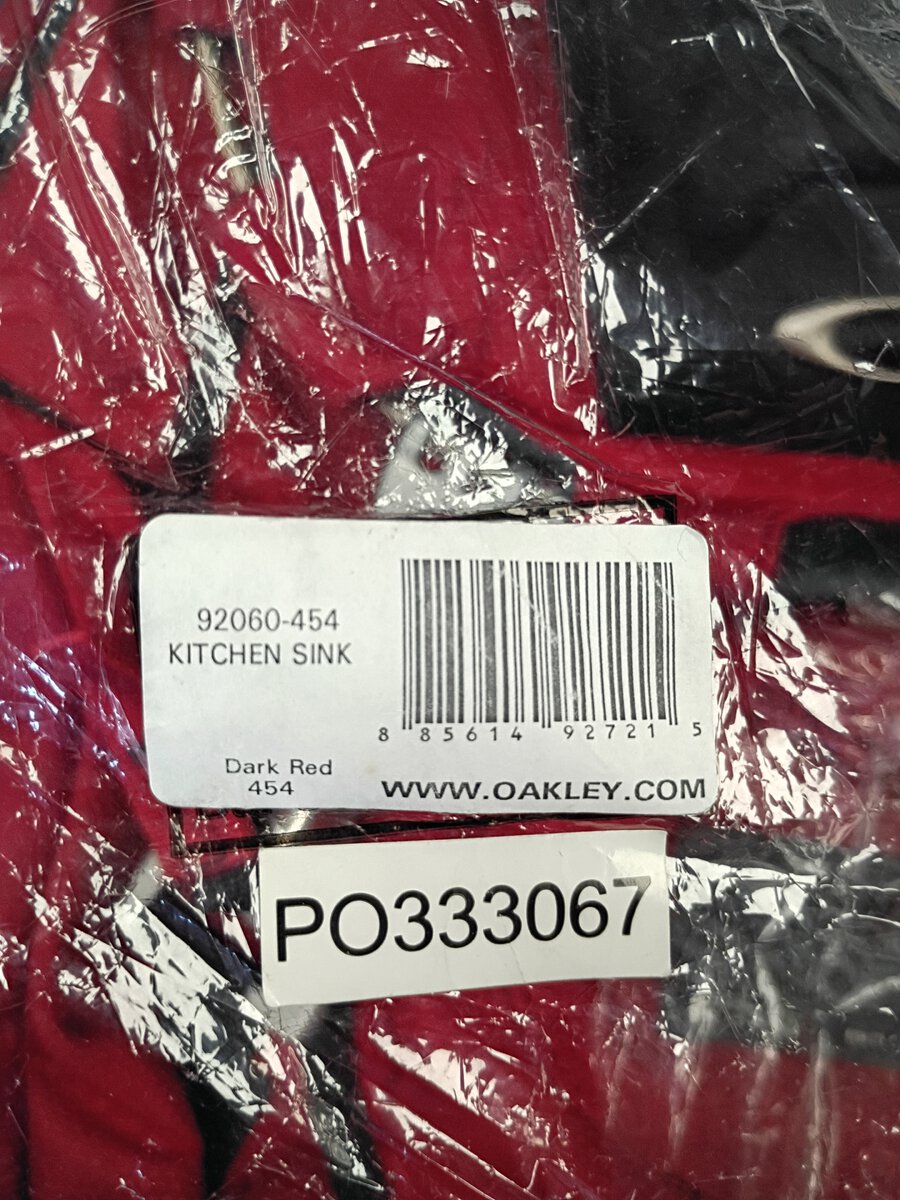 92060-454
KITCHEN SINK
8 85614 92721 5
Dark Red
454
WWW.OAKLEY.COM
PO333067